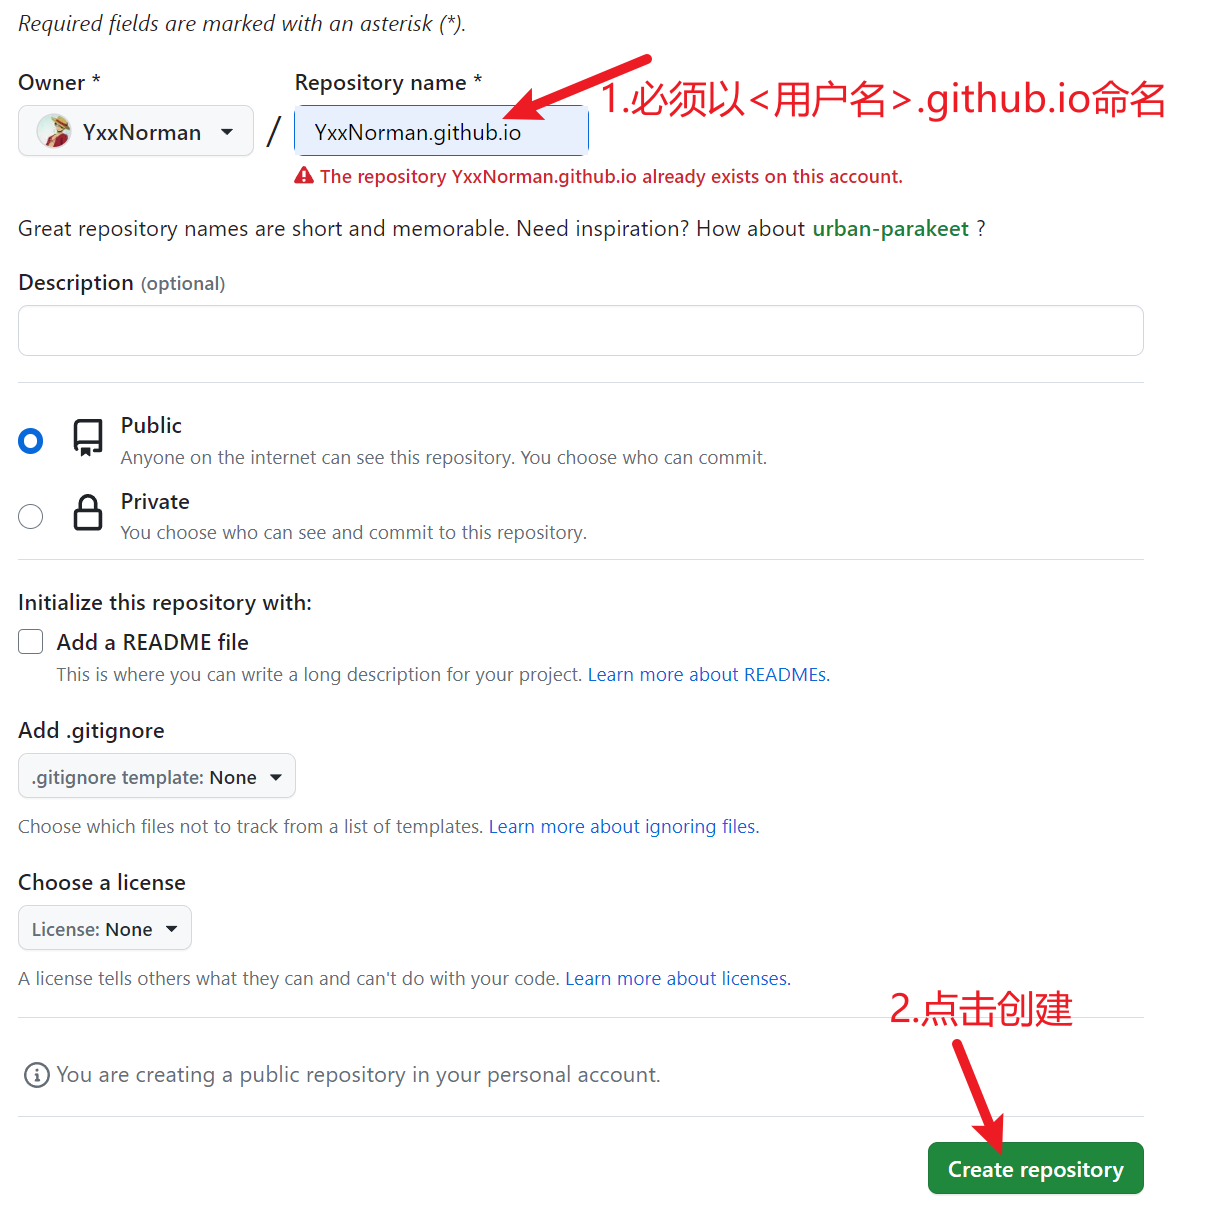 Required fields are marked with an asterisk (*).
Owner *
Repository name *
1.必须以<用户名>.github.io命名
YxxNorman
/
YxxNorman.github.io
The repository YxxNorman.github.io already exists on this account.
Great repository names are short and memorable. Need inspiration? How about urban-parakeet ?
Description (optional)
Public
Anyone on the internet can see this repository. You choose who can commit.
Private
You choose who can see and commit to this repository.
Initialize this repository with:
Add a README file
This is where you can write a long description for your project. Learn more about READMEs.
Add .gitignore
.gitignore template: None
Choose which files not to track from a list of templates. Learn more about ignoring files.
Choose a license
License: None
A license tells others what they can and can't do with your code. Learn more about licenses.
2.点击创建
You are creating a public repository in your personal account.
Create repository